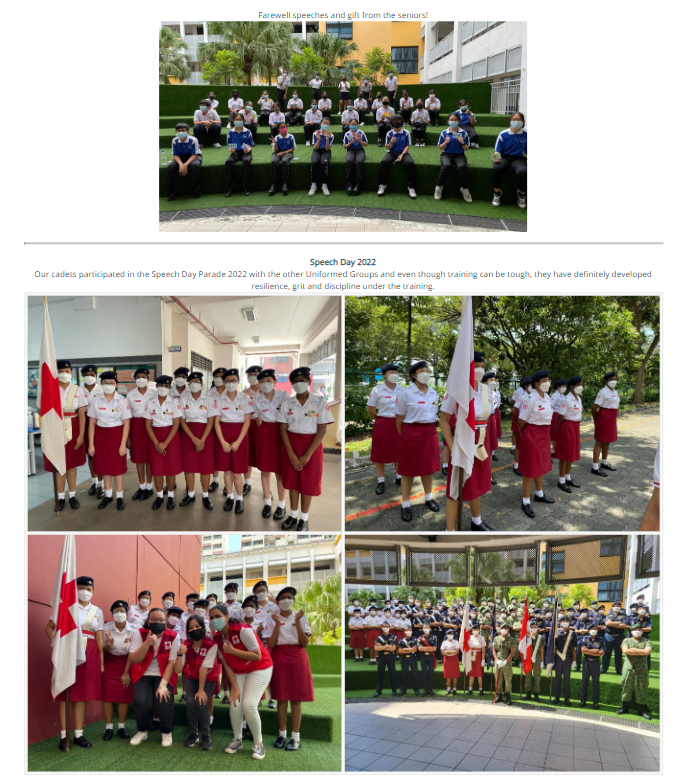 Farewell speeches and gift from the seniors!
Speech Day 2022
Our cadets participated in the Speech Day Parade 2022 with the other Uniformed Groups and even though training can be tough, they have definitely developed
resilience, grit and discipline under the training.